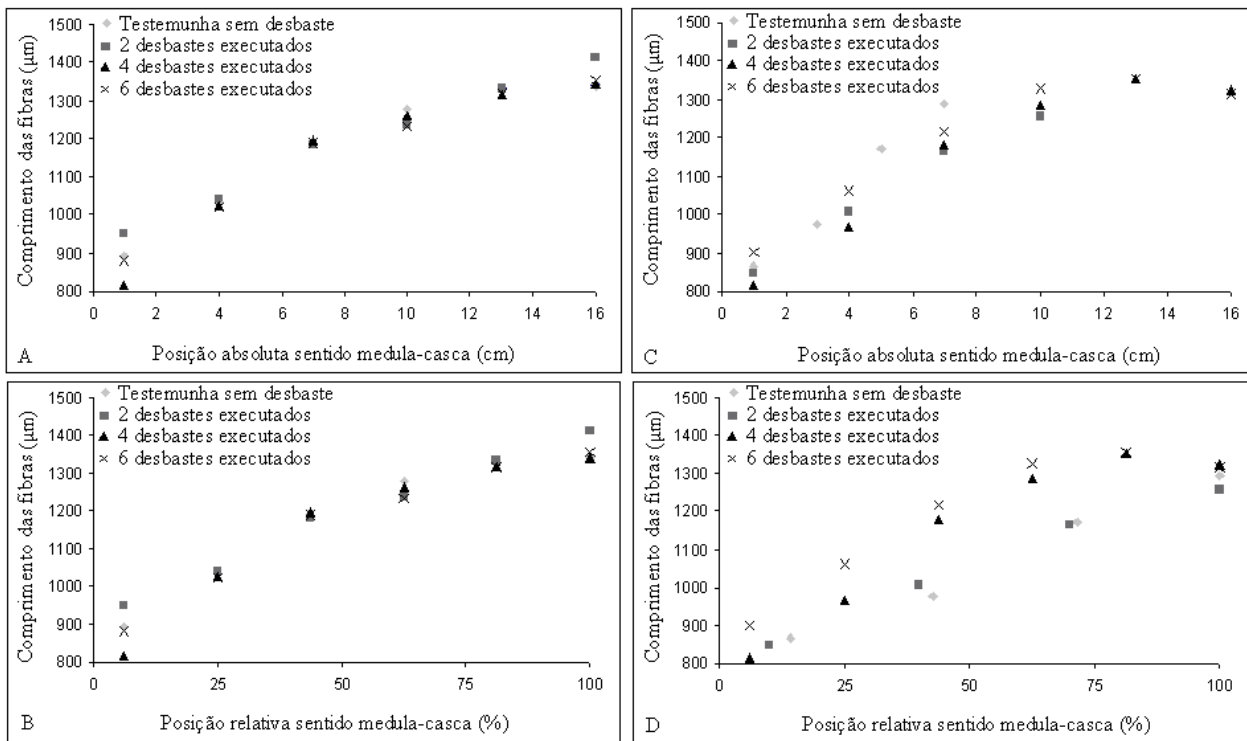 Testemunha sem desbaste
2 desbastes executados
4 desbastes executados
6 desbastes executados
Comprimento das fibras (μm)
1500
1400
1300
1200
1100
1000
900
800
0 2 4 6 8 10 12 14 16
A
Posição absoluta sentido medula-casca (cm)
Testemunha sem desbaste
2 desbastes executados
4 desbastes executados
6 desbastes executados
Comprimento das fibras (μm)
1500
1400
1300
1200
1100
1000
900
800
0 2 4 6 8 10 12 14 16
C
Posição absoluta sentido medula-casca (cm)
Testemunha sem desbaste
2 desbastes executados
4 desbastes executados
6 desbastes executados
Comprimento das fibras (μm)
1500
1400
1300
1200
1100
1000
900
800
0 25 50 75 100
B
Posição relativa sentido medula-casca (%)
Testemunha sem desbaste
2 desbastes executados
4 desbastes executados
6 desbastes executados
Comprimento das fibras (μm)
1500
1400
1300
1200
1100
1000
900
800
0 25 50 75 100
D
Posição relativa sentido medula-casca (%)